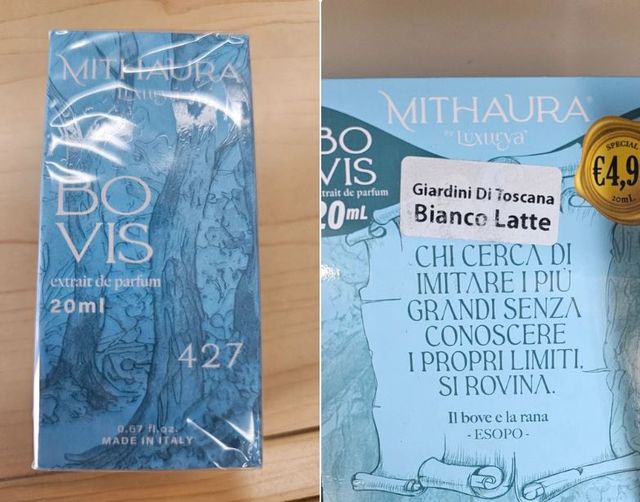 MITHAURA
by Luxurya
BO
VIS
extrait de parfum
20ml
427
0.67 fl.oz.
MADE IN ITALY
MITHAURA®
by Luxurya®
BO
VIS
extrait de parfum
20mL
Giardini Di Toscana
Bianco Latte
SPECIAL
€4,9
20mL
CHI CERCA DI
IMITARE I PIÙ
GRANDI SENZA
CONOSCERE
I PROPRI LIMITI,
SI ROVINA.
Il bove e la rana
-ESOPO-